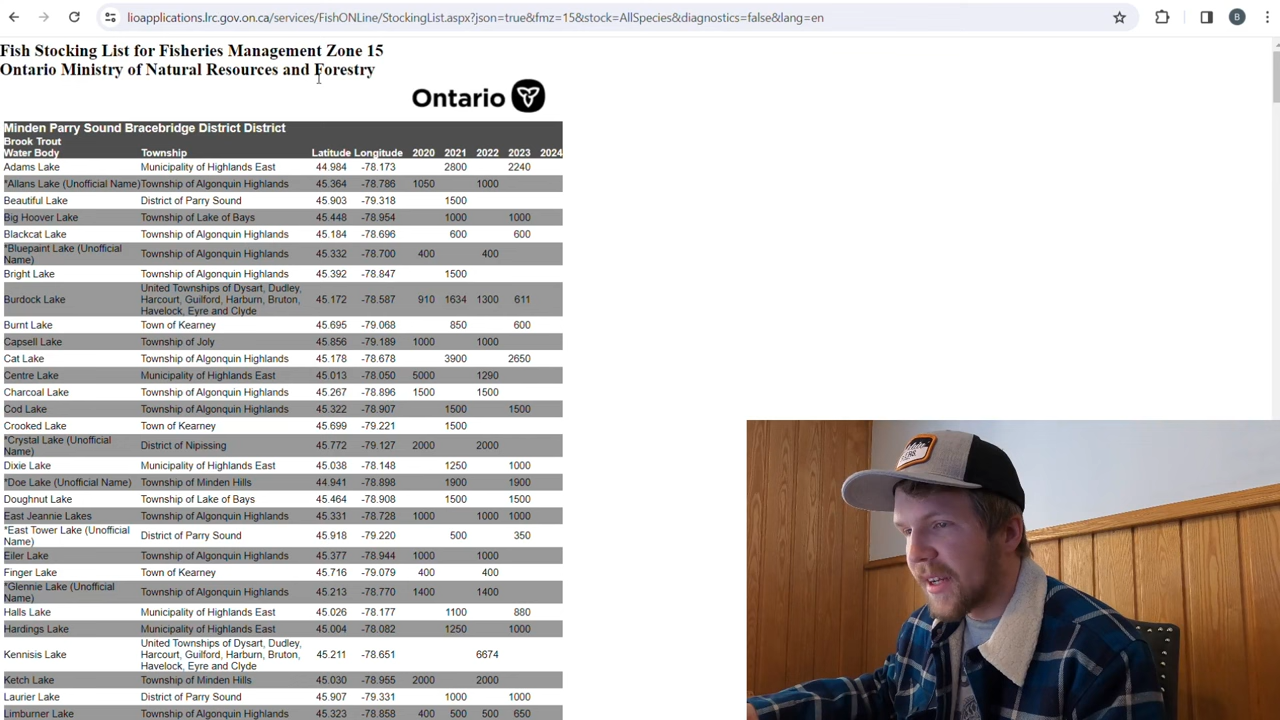 lioapplications.lrc.gov.on.ca/services/FishONLine/StockingList.aspx?json=true&fmz=15&stock=AllSpecies&diagnostics=false&lang=en
B
Fish Stocking List for Fisheries Management Zone 15
Ontario Ministry of Natural Resources and Forestry
Ontario
Minden Parry Sound Bracebridge District District
Brook Trout
Water Body Township Latitude Longitude 2020 2021 2022 2023 2024
Adams Lake Municipality of Highlands East 44.984 -78.173 2800 2240
*Allans Lake (Unofficial Name) Township of Algonquin Highlands 45.364 -78.786 1050 1000
Beautiful Lake District of Parry Sound 45.903 -79.318 1500
Big Hoover Lake Township of Lake of Bays 45.448 -78.954 1000 1000
Blackcat Lake Township of Algonquin Highlands 45.184 -78.696 600 600
*Bluepaint Lake (Unofficial
Name) Township of Algonquin Highlands 45.332 -78.700 400 400
Bright Lake Township of Algonquin Highlands 45.392 -78.847 1500
United Townships of Dysart, Dudley,
Burdock Lake Harcourt, Guilford, Harburn, Bruton, 45.172 -78.587 910 1634 1300 611
Havelock, Eyre and Clyde
Burnt Lake Town of Kearney 45.695 -79.068 850 600
Capsell Lake Township of Joly 45.856 -79.189 1000 1000
Cat Lake Township of Algonquin Highlands 45.178 -78.678 3900 2650
Centre Lake Municipality of Highlands East 45.013 -78.050 5000 1290
Charcoal Lake Township of Algonquin Highlands 45.267 -78.896 1500 1500
Cod Lake Township of Algonquin Highlands 45.322 -78.907 1500 1500
Crooked Lake Town of Kearney 45.699 -79.221 1500
*Crystal Lake (Unofficial
Name) District of Nipissing 45.772 -79.127 2000 2000
Dixie Lake Municipality of Highlands East 45.038 -78.148 1250 1000
*Doe Lake (Unofficial Name) Township of Minden Hills 44.941 -78.898 1900 1900
Doughnut Lake Township of Lake of Bays 45.464 -78.908 1500 1500
East Jeannie Lakes Township of Algonquin Highlands 45.331 -78.728 1000 1000 1000
*East Tower Lake (Unofficial
Name) District of Parry Sound 45.918 -79.220 500 350
Eiler Lake Township of Algonquin Highlands 45.377 -78.944 1000 1000
Finger Lake Town of Kearney 45.716 -79.079 400 400
*Glennie Lake (Unofficial
Name) Township of Algonquin Highlands 45.213 -78.770 1400 1400
Halls Lake Municipality of Highlands East 45.026 -78.177 1100 880
Hardings Lake Municipality of Highlands East 45.004 -78.082 1250 1000
United Townships of Dysart, Dudley,
Kennisis Lake Harcourt, Guilford, Harburn, Bruton, 45.211 -78.651 6674
Havelock, Eyre and Clyde
Ketch Lake Township of Minden Hills 45.030 -78.955 2000 2000
Laurier Lake District of Parry Sound 45.907 -79.331 1000 1000
Limburner Lake Township of Algonquin Highlands 45.323 -78.858 400 500 500 650